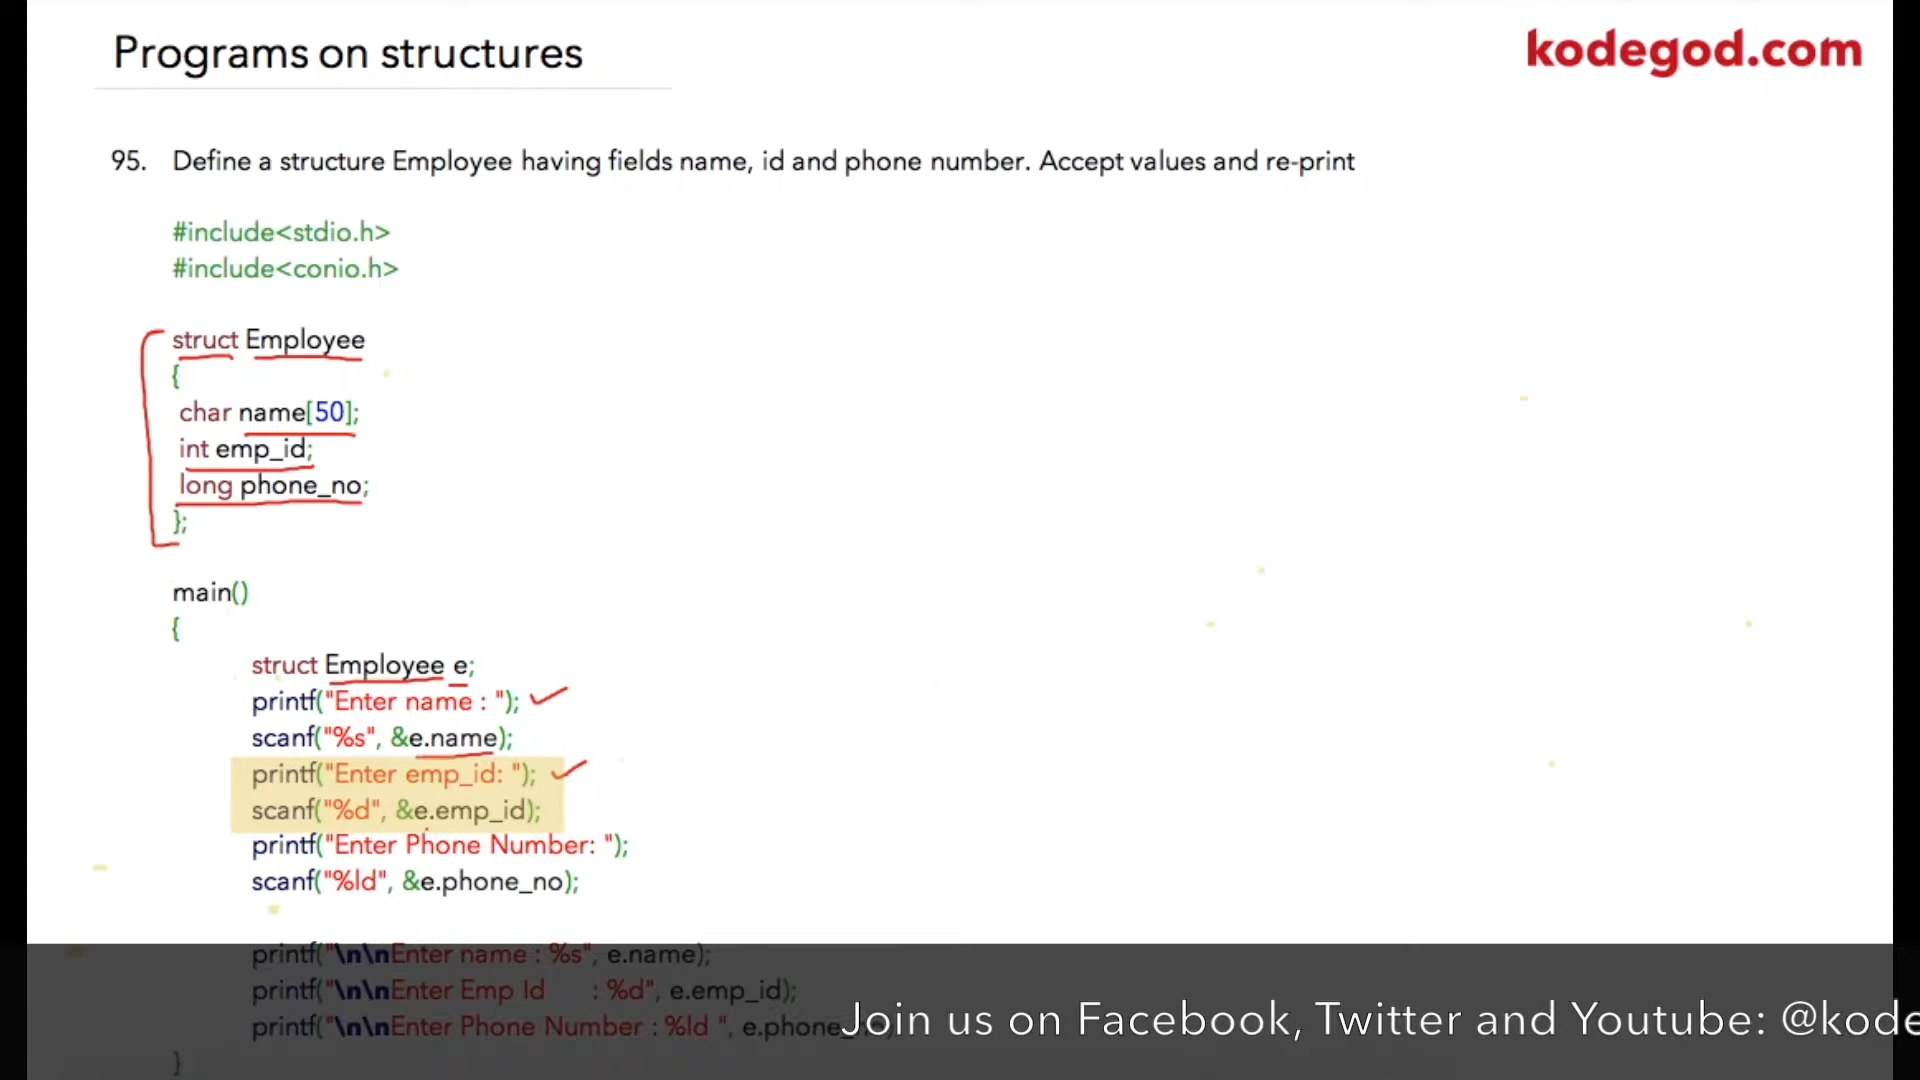 Programs on structures
kodegod.com
95. Define a structure Employee having fields name, id and phone number. Accept values and re-print
#include<stdio.h>
#include<conio.h>
struct Employee
{
char name[50];
int emp_id;
long phone_no;
};
main()
{
struct Employee e;
printf("Enter name : ");
scanf("%s", &e.name);
printf("Enter emp_id: ");
scanf("%d", &e.emp_id);
printf("Enter Phone Number: ");
scanf("%ld", &e.phone_no);
printf("\n\nEnter name : %s", e.name);
printf("\n\nEnter Emp Id : %d", e.emp_id);
printf("\n\nEnter Phone Number : %ld ", e.phone
}
Join us on Facebook, Twitter and Youtube: @kode